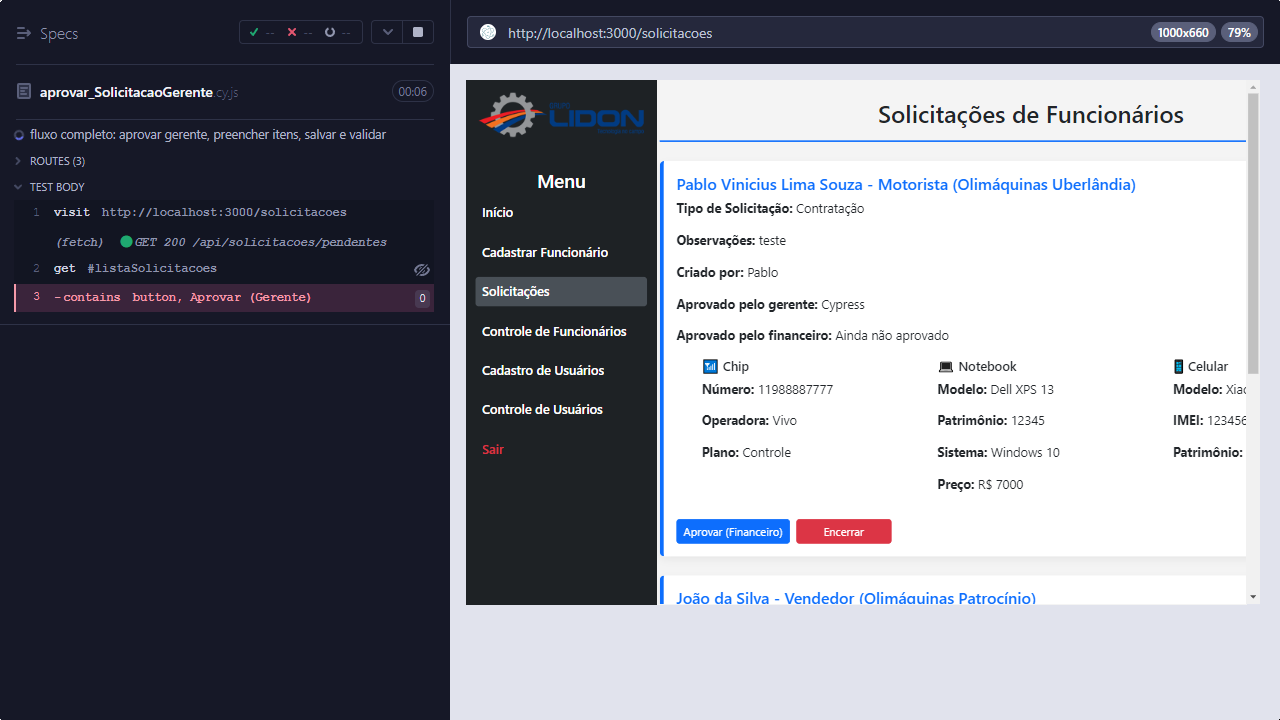 Specs
-- -- --
aprovar_SolicitacaoGerente.cy.js
00:06
fluxo completo: aprovar gerente, preencher itens, salvar e validar
ROUTES (3)
TEST BODY
1 visit http://localhost:3000/solicitacoes
(fetch) GET 200 /api/solicitacoes/pendentes
2 get #listaSolicitacoes
3 -contains button, Aprovar (Gerente) 0
http://localhost:3000/solicitacoes
1000x660 79%
LIDON
Menu
Início
Cadastrar Funcionário
Solicitações
Controle de Funcionários
Cadastro de Usuários
Controle de Usuários
Sair
Solicitações de Funcionários
Pablo Vinicius Lima Souza - Motorista (Olimáquinas Uberlândia)
Tipo de Solicitação: Contratação
Observações: teste
Criado por: Pablo
Aprovado pelo gerente: Cypress
Aprovado pelo financeiro: Ainda não aprovado
Chip
Número: 11988887777
Operadora: Vivo
Plano: Controle
Notebook
Modelo: Dell XPS 13
Patrimônio: 12345
Sistema: Windows 10
Preço: R$ 7000
Celular
Modelo: Xiao
IMEI: 123456
Patrimônio:
Aprovar (Financeiro)
Encerrar
João da Silva - Vendedor (Olimáquinas Patrocínio)